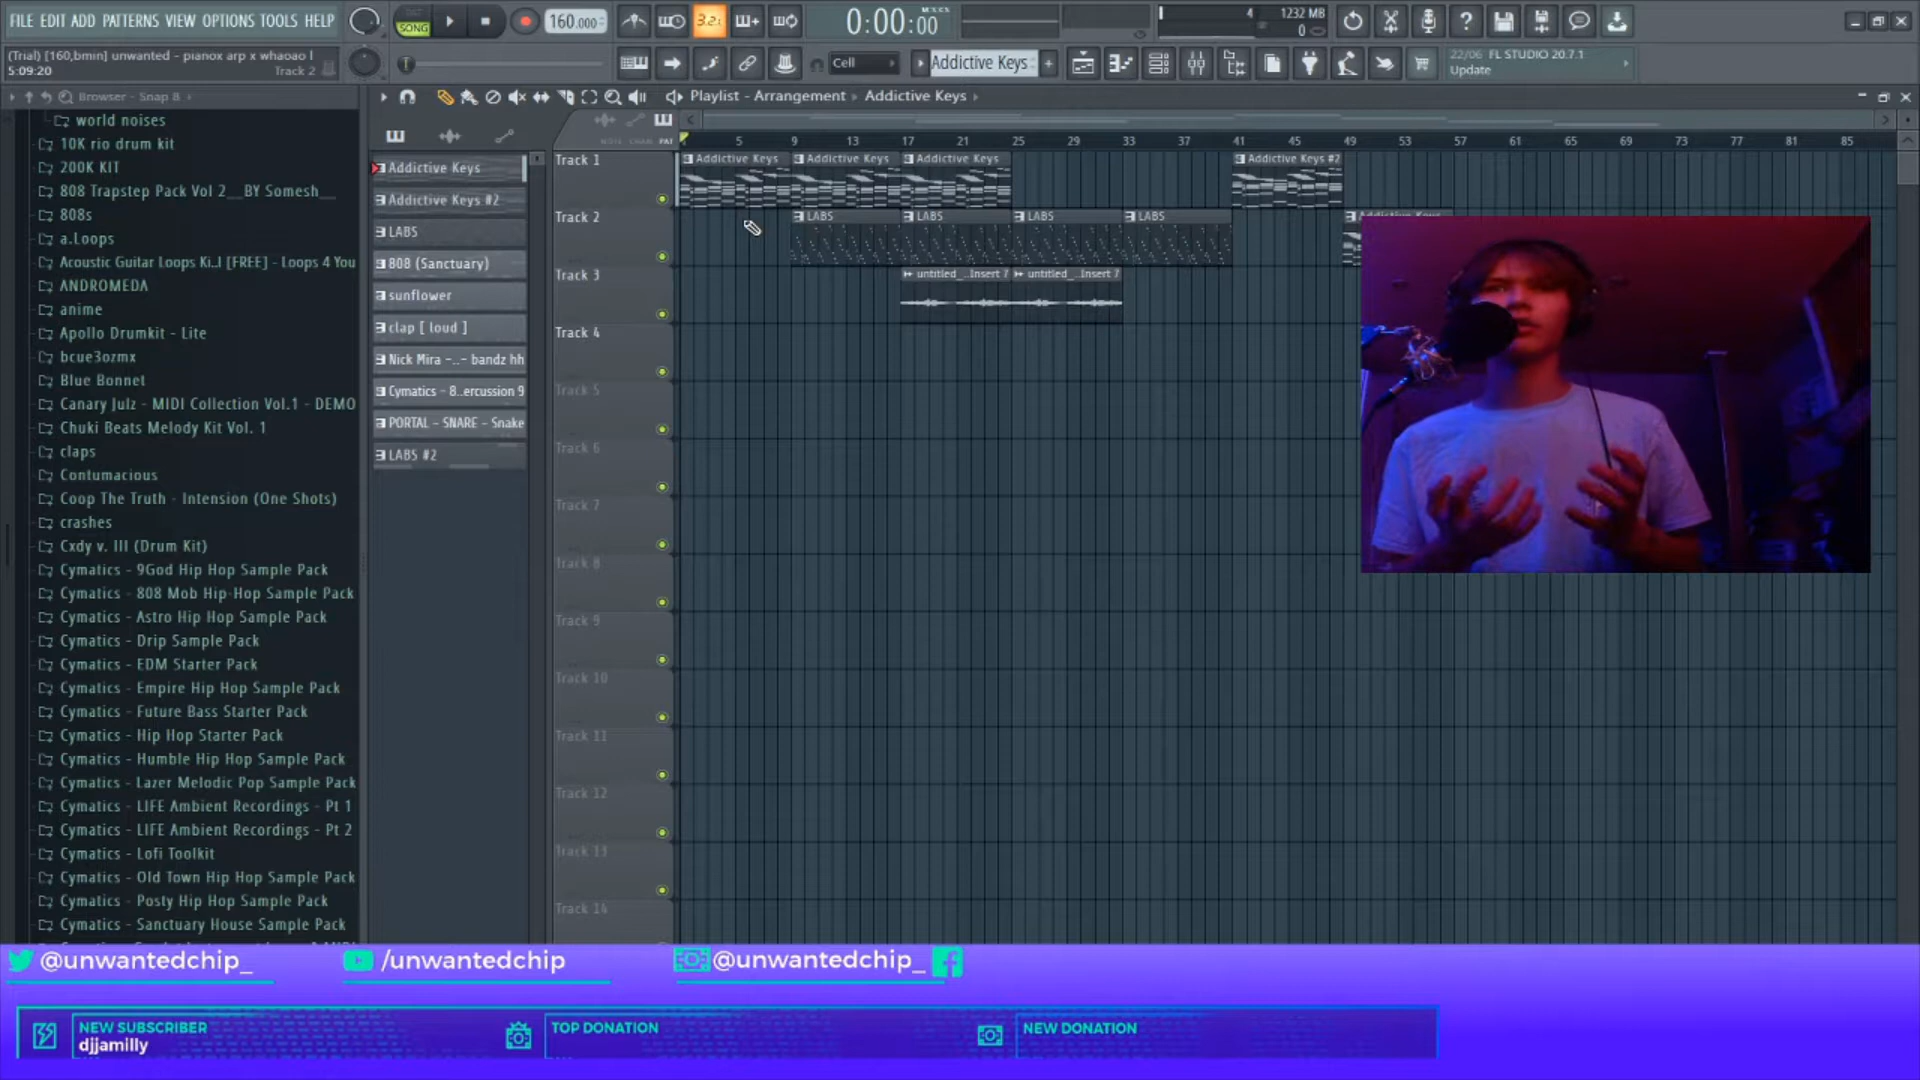 FILE EDIT ADD PATTERNS VIEW OPTIONS TOOLS HELP
SONG
160.000
3.2.
0:00:00
4
1232 MB
0
(Trial) [160,bmin] unwanted - pianox arp x whaoao l
5:09:20
Track 2
Cell
Addictive Keys
22/06 FL STUDIO 20.7.1
Update
Browser - Snap 8
world noises
10K rio drum kit
200K KIT
808 Trapstep Pack Vol 2__BY Somesh__
808s
a.Loops
Acoustic Guitar Loops Ki..l [FREE] - Loops 4 You
ANDROMEDA
anime
Apollo Drumkit - Lite
bcue3ozmx
Blue Bonnet
Canary Julz - MIDI Collection Vol.1 - DEMO
Chuki Beats Melody Kit Vol. 1
claps
Contumacious
Coop The Truth - Intension (One Shots)
crashes
Cxdy v. III (Drum Kit)
Cymatics - 9God Hip Hop Sample Pack
Cymatics - 808 Mob Hip-Hop Sample Pack
Cymatics - Astro Hip Hop Sample Pack
Cymatics - Drip Sample Pack
Cymatics - EDM Starter Pack
Cymatics - Empire Hip Hop Sample Pack
Cymatics - Future Bass Starter Pack
Cymatics - Hip Hop Starter Pack
Cymatics - Humble Hip Hop Sample Pack
Cymatics - Lazer Melodic Pop Sample Pack
Cymatics - LIFE Ambient Recordings - Pt 1
Cymatics - LIFE Ambient Recordings - Pt 2
Cymatics - Lofi Toolkit
Cymatics - Old Town Hip Hop Sample Pack
Cymatics - Posty Hip Hop Sample Pack
Cymatics - Sanctuary House Sample Pack
Addictive Keys
Addictive Keys #2
LABS
808 (Sanctuary)
sunflower
clap [ loud ]
Nick Mira -..- bandz hh
Cymatics - 8..ercussion 9
PORTAL - SNARE - Snake
LABS #2
Playlist - Arrangement Addictive Keys
NOTE CHAN PAT
5 9 13 17 21 25 29 33 37 41 45 49 53 57 61 65 69 73 77 81 85
Track 1
Addictive Keys Addictive Keys Addictive Keys Addictive Keys #2
Track 2
LABS LABS LABS LABS
Track 3
untitled_...Insert 7 untitled_...Insert 7
Track 4
Track 5
Track 6
Track 7
Track 8
Track 9
Track 10
Track 11
Track 12
Track 13
Track 14
@unwantedchip_ /unwantedchip @unwantedchip_
NEW SUBSCRIBER
djjamilly
TOP DONATION
...
NEW DONATION